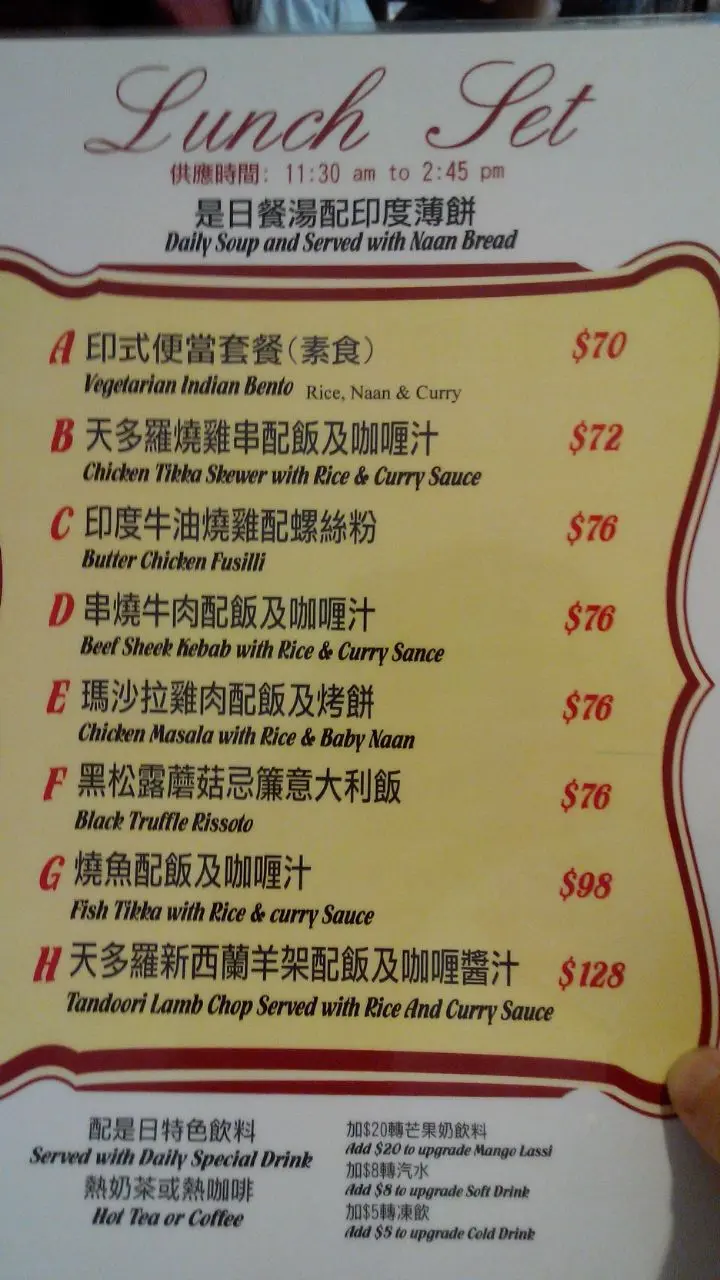 Lunch Set
供應時間: 11:30 am to 2:45 pm
是日餐湯配印度薄餅
Daily Soup and Served with Naan Bread
A 印式便當套餐(素食) $70
Vegetarian Indian Bento Rice, Naan & Curry
B 天多羅燒雞串配飯及咖喱汁 $72
Chicken Tikka Skewer with Rice & Curry Sauce
C 印度牛油燒雞配螺絲粉 $76
Butter Chicken Fusilli
D 串燒牛肉配飯及咖喱汁 $76
Beef Sheek Kebab with Rice & Curry Sance
E 瑪沙拉雞肉配飯及烤餅 $76
Chicken Masala with Rice & Baby Naan
F 黑松露蘑菇忌簾意大利飯 $76
Black Truffle Rissoto
G 燒魚配飯及咖喱汁 $98
Fish Tikka with Rice & curry Sauce
H 天多羅新西蘭羊架配飯及咖喱醬汁 $128
Tandoori Lamb Chop Served with Rice And Curry Sauce
配是日特色飲料
Served with Daily Special Drink
熱奶茶或熱咖啡
Hot Tea or Coffee
加$20轉芒果奶飲料
Add $20 to upgrade Mango Lassi
加$8轉汽水
Add $8 to upgrade Soft Drink
加$5轉凍飲
Add $5 to upgrade Cold Drink